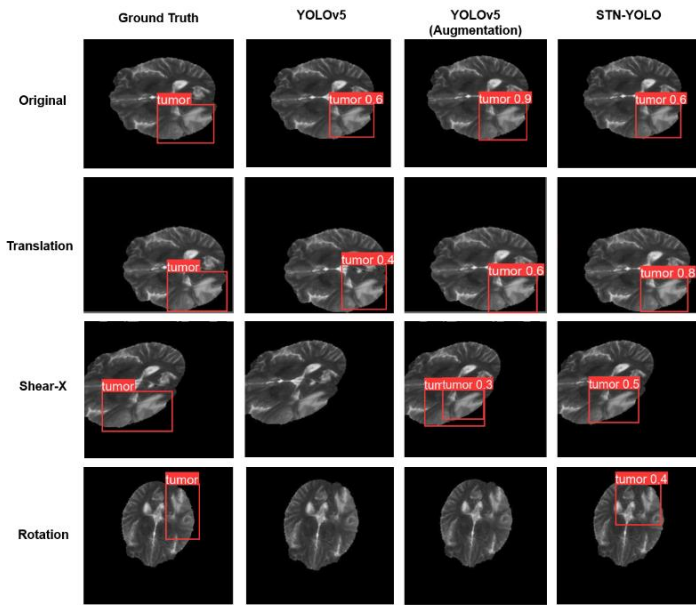 Ground Truth YOLOv5 YOLOv5 (Augmentation) STN-YOLO
Original tumor tumor 0.6 tumor 0.9 tumor 0.6
Translation tumor tumor 0.4 tumor 0.6 tumor 0.8
Shear-X tumor tumor 0.3 tumor 0.5
Rotation tumor tumor 0.4